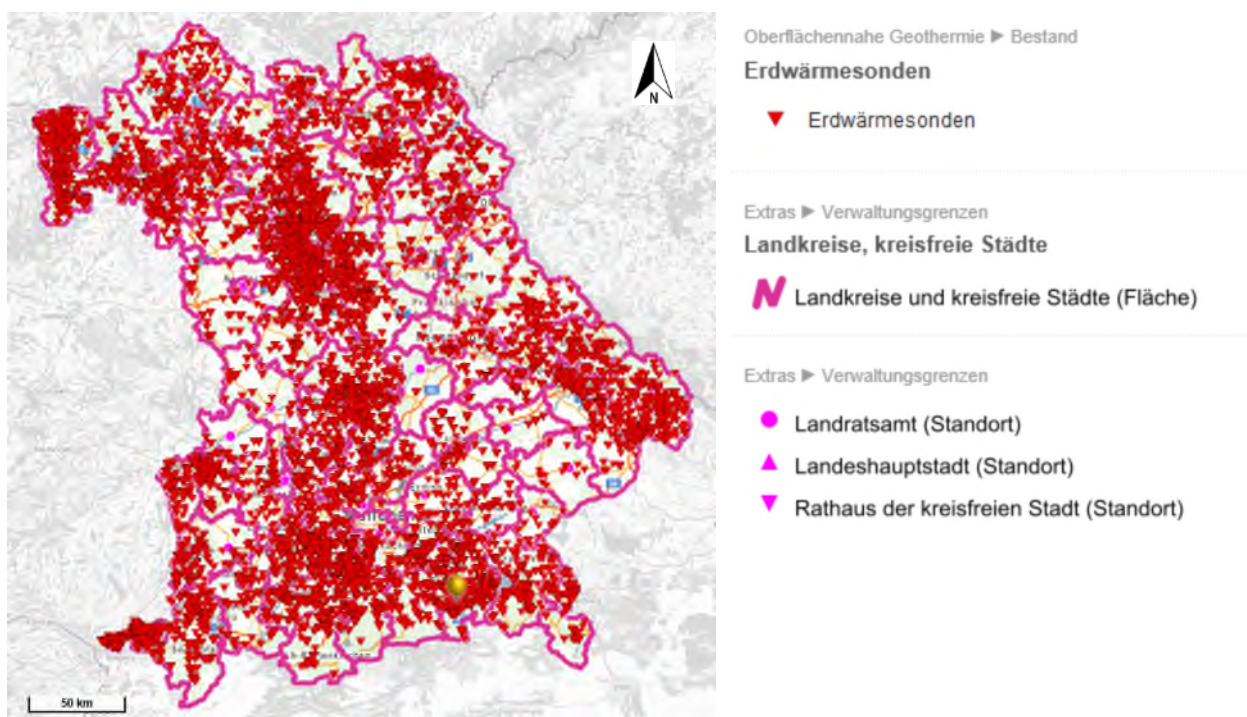 N
50 km
Oberflächennahe Geothermie ▶ Bestand
Erdwärmesonden
Erdwärmesonden
Extras ▶ Verwaltungsgrenzen
Landkreise, kreisfreie Städte
Landkreise und kreisfreie Städte (Fläche)
Extras ▶ Verwaltungsgrenzen
Landratsamt (Standort)
Landeshauptstadt (Standort)
Rathaus der kreisfreien Stadt (Standort)